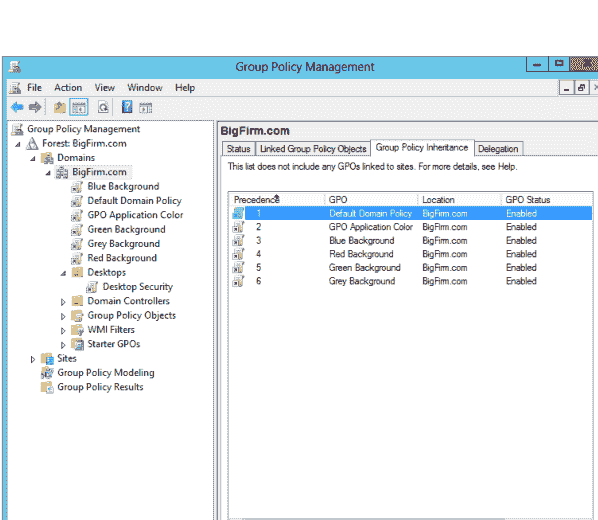 Group Policy Management
File Action View Window Help
Group Policy Management
Forest: BigFirm.com
Domains
BigFirm.com
Blue Background
Default Domain Policy
GPO Application Color
Green Background
Grey Background
Red Background
Desktops
Desktop Security
Domain Controllers
Group Policy Objects
WMI Filters
Starter GPOs
Sites
Group Policy Modeling
Group Policy Results
BigFirm.com
Status Linked Group Policy Objects Group Policy Inheritance Delegation
This list does not include any GPOs linked to sites. For more details, see Help.
Precedence GPO Location GPO Status
1 Default Domain Policy BigFirm.com Enabled
2 GPO Application Color BigFirm.com Enabled
3 Blue Background BigFirm.com Enabled
4 Red Background BigFirm.com Enabled
5 Green Background BigFirm.com Enabled
6 Grey Background BigFirm.com Enabled